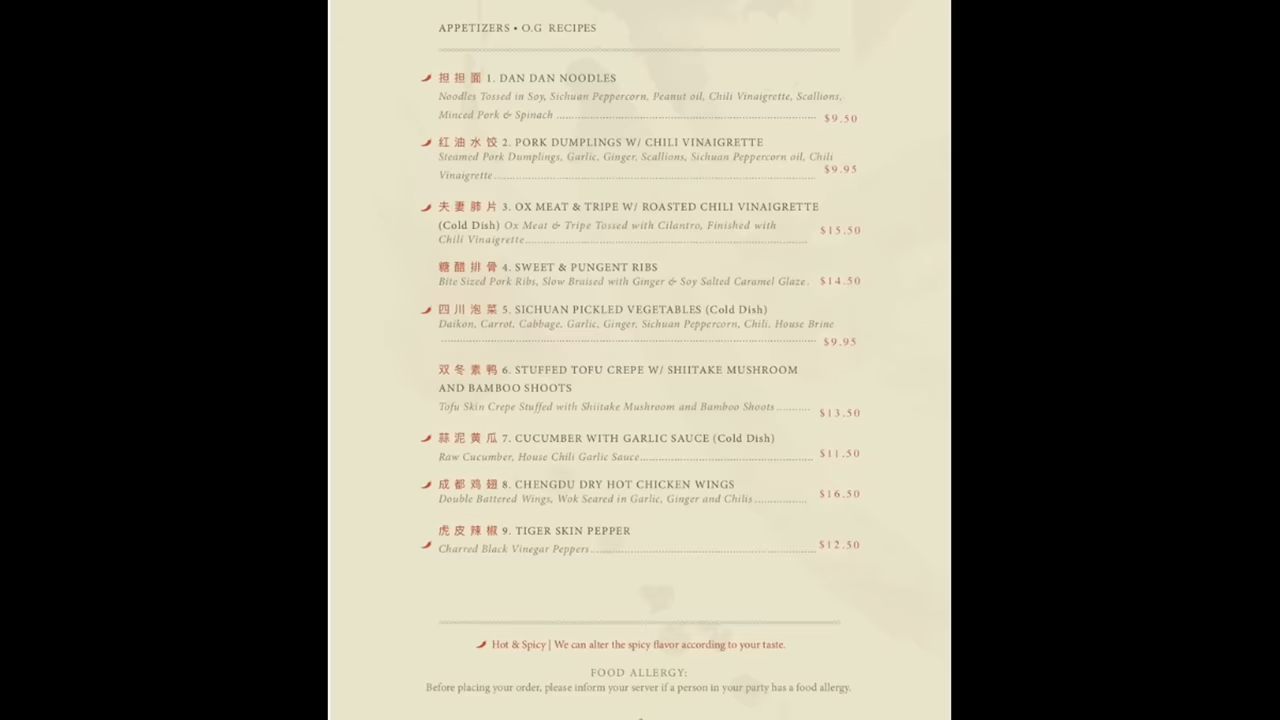 APPETIZERS • O.G RECIPES
担担面 1. DAN DAN NOODLES
Noodles Tossed in Soy, Sichuan Peppercorn, Peanut oil, Chili Vinaigrette, Scallions,
Minced Pork & Spinach $9.50
红油水饺 2. PORK DUMPLINGS W/ CHILI VINAIGRETTE
Steamed Pork Dumplings, Garlic, Ginger, Scallions, Sichuan Peppercorn oil, Chili
Vinaigrette $9.95
夫妻肺片 3. OX MEAT & TRIPE W/ ROASTED CHILI VINAIGRETTE
(Cold Dish) Ox Meat & Tripe Tossed with Cilantro, Finished with
Chili Vinaigrette $15.50
糖醋排骨 4. SWEET & PUNGENT RIBS
Bite Sized Pork Ribs, Slow Braised with Ginger & Soy Salted Caramel Glaze. $14.50
四川泡菜 5. SICHUAN PICKLED VEGETABLES (Cold Dish)
Daikon, Carrot, Cabbage, Garlic, Ginger, Sichuan Peppercorn, Chili, House Brine
$9.95
双冬素鸭 6. STUFFED TOFU CREPE W/ SHIITAKE MUSHROOM
AND BAMBOO SHOOTS
Tofu Skin Crepe Stuffed with Shiitake Mushroom and Bamboo Shoots $13.50
蒜泥黄瓜 7. CUCUMBER WITH GARLIC SAUCE (Cold Dish)
Raw Cucumber, House Chili Garlic Sauce $11.50
成都鸡翅 8. CHENGDU DRY HOT CHICKEN WINGS
Double Battered Wings, Wok Seared in Garlic, Ginger and Chilis $16.50
虎皮辣椒 9. TIGER SKIN PEPPER
Charred Black Vinegar Peppers $12.50
Hot & Spicy | We can alter the spicy flavor according to your taste.
FOOD ALLERGY:
Before placing your order, please inform your server if a person in your party has a food allergy.